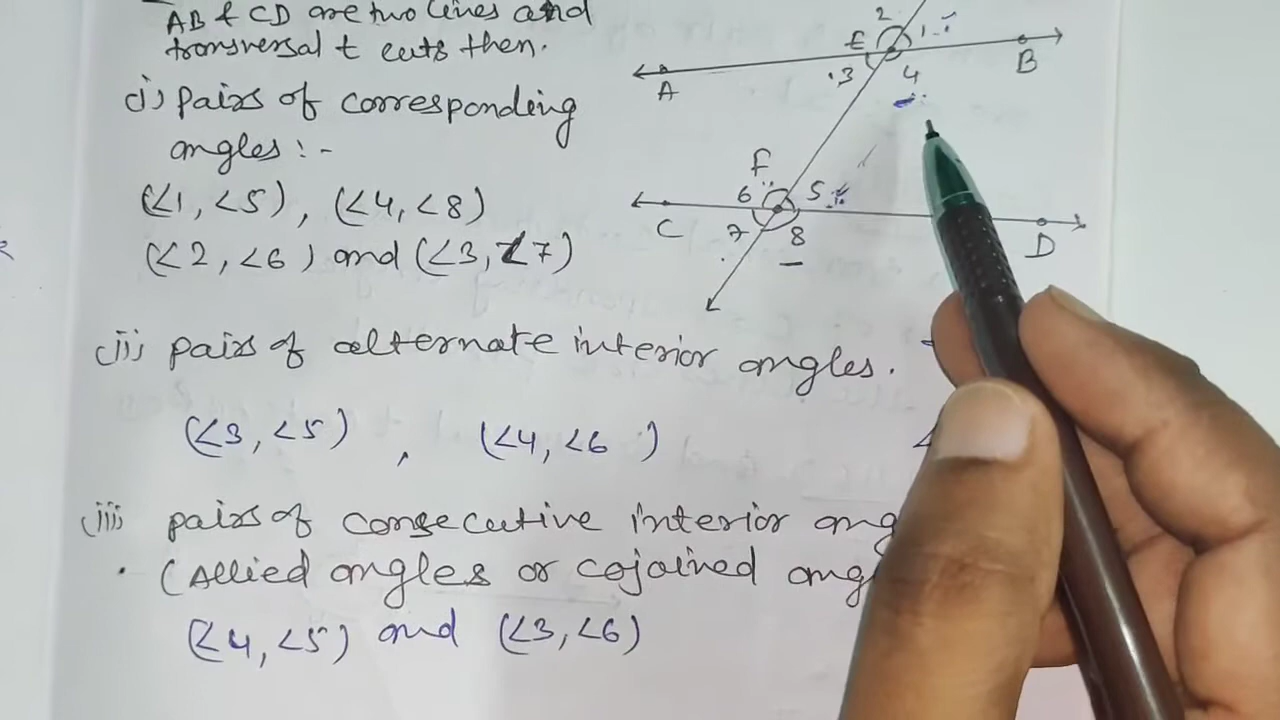 AB & CD are two lines and
transversal t cuts then.
(i) pairs of corresponding
angles :-
(<1, <5), (<4, <8)
(<2, <6) and (<3, <7)
(ii) pairs of alternate interior angles.
(<3, <5), (<4, <6)
(iii) pairs of consecutive interior ang
(Allied angles or cojoined ang
(<4, <5) and (<3, <6)
2
1
E
3
4
A
B
F
6
5
C
7
8
D